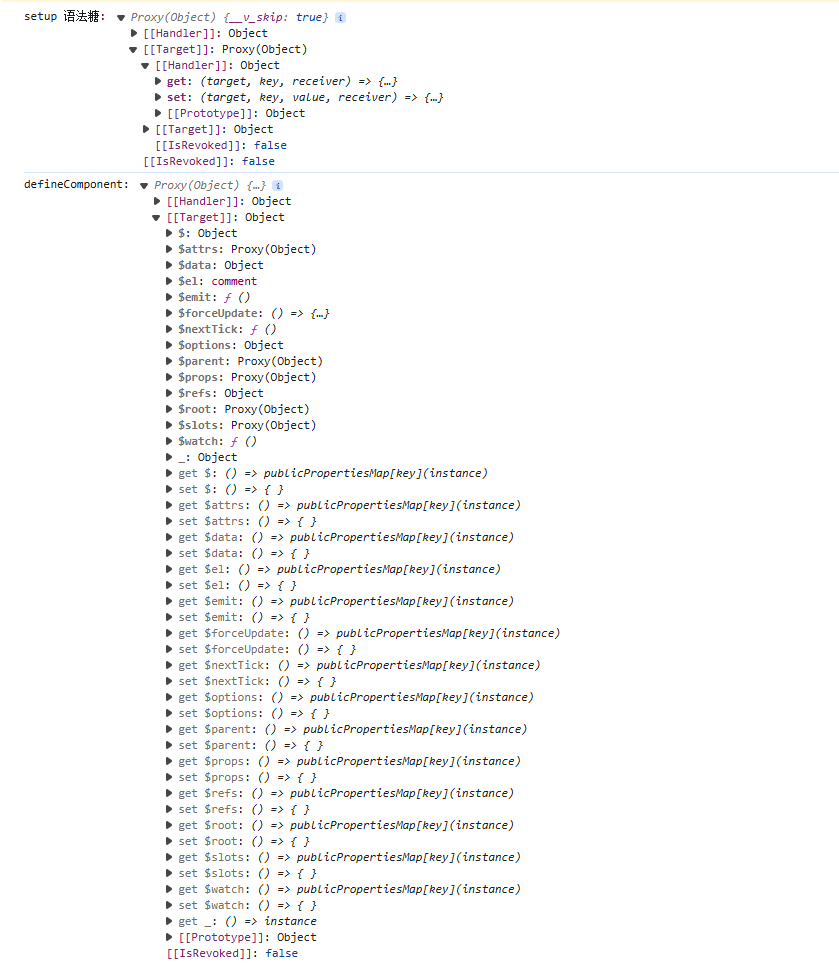 setup 语法糖: ▼ Proxy(Object) {__v_skip: true} i
▶ [[Handler]]: Object
▼ [[Target]]: Proxy(Object)
▼ [[Handler]]: Object
▶ get: (target, key, receiver) => {…}
▶ set: (target, key, value, receiver) => {…}
▶ [[Prototype]]: Object
▶ [[Target]]: Object
[[IsRevoked]]: false
[[IsRevoked]]: false
defineComponent: ▼ Proxy(Object) {…} i
▶ [[Handler]]: Object
▼ [[Target]]: Object
▶ $: Object
▶ $attrs: Proxy(Object)
▶ $data: Object
▶ $el: comment
▶ $emit: ƒ ()
▶ $forceUpdate: () => {…}
▶ $nextTick: ƒ ()
▶ $options: Object
▶ $parent: Proxy(Object)
▶ $props: Proxy(Object)
▶ $refs: Object
▶ $root: Proxy(Object)
▶ $slots: Proxy(Object)
▶ $watch: ƒ ()
▶ _: Object
▶ get $: () => publicPropertiesMap[key](instance)
▶ set $: () => { }
▶ get $attrs: () => publicPropertiesMap[key](instance)
▶ set $attrs: () => { }
▶ get $data: () => publicPropertiesMap[key](instance)
▶ set $data: () => { }
▶ get $el: () => publicPropertiesMap[key](instance)
▶ set $el: () => { }
▶ get $emit: () => publicPropertiesMap[key](instance)
▶ set $emit: () => { }
▶ get $forceUpdate: () => publicPropertiesMap[key](instance)
▶ set $forceUpdate: () => { }
▶ get $nextTick: () => publicPropertiesMap[key](instance)
▶ set $nextTick: () => { }
▶ get $options: () => publicPropertiesMap[key](instance)
▶ set $options: () => { }
▶ get $parent: () => publicPropertiesMap[key](instance)
▶ set $parent: () => { }
▶ get $props: () => publicPropertiesMap[key](instance)
▶ set $props: () => { }
▶ get $refs: () => publicPropertiesMap[key](instance)
▶ set $refs: () => { }
▶ get $root: () => publicPropertiesMap[key](instance)
▶ set $root: () => { }
▶ get $slots: () => publicPropertiesMap[key](instance)
▶ set $slots: () => { }
▶ get $watch: () => publicPropertiesMap[key](instance)
▶ set $watch: () => { }
▶ get _: () => instance
▶ [[Prototype]]: Object
[[IsRevoked]]: false